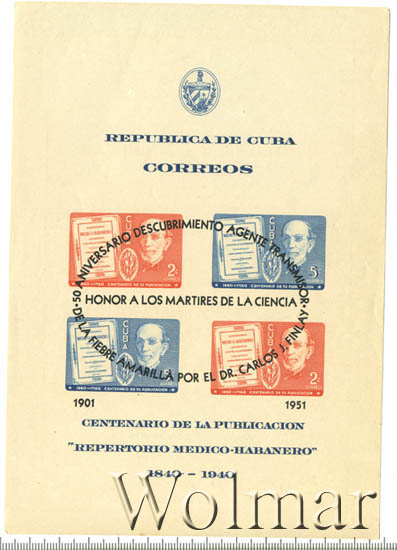 REPUBLICA DE CUBA
CORREOS
50 ANIVERSARIO DESCUBRIMIENTO AGENTE TRANSMISOR
DE LA FIEBRE AMARILLA POR EL DR. CARLOS J. FINLAY
HONOR A LOS MARTIRES DE LA CIENCIA
CUBA
2c
1840-1940 CENTENARIO DE SU PUBLICACION
CUBA
5c
1840-1940 CENTENARIO DE SU PUBLICACION
CUBA
1840-1940 CENTENARIO DE SU PUBLICACION
CUBA
2c
1840-1940 CENTENARIO DE SU PUBLICACION
1901 1951
CENTENARIO DE LA PUBLICACION
"REPERTORIO MEDICO-HABANERO"
1840 - 1940
Wolmar